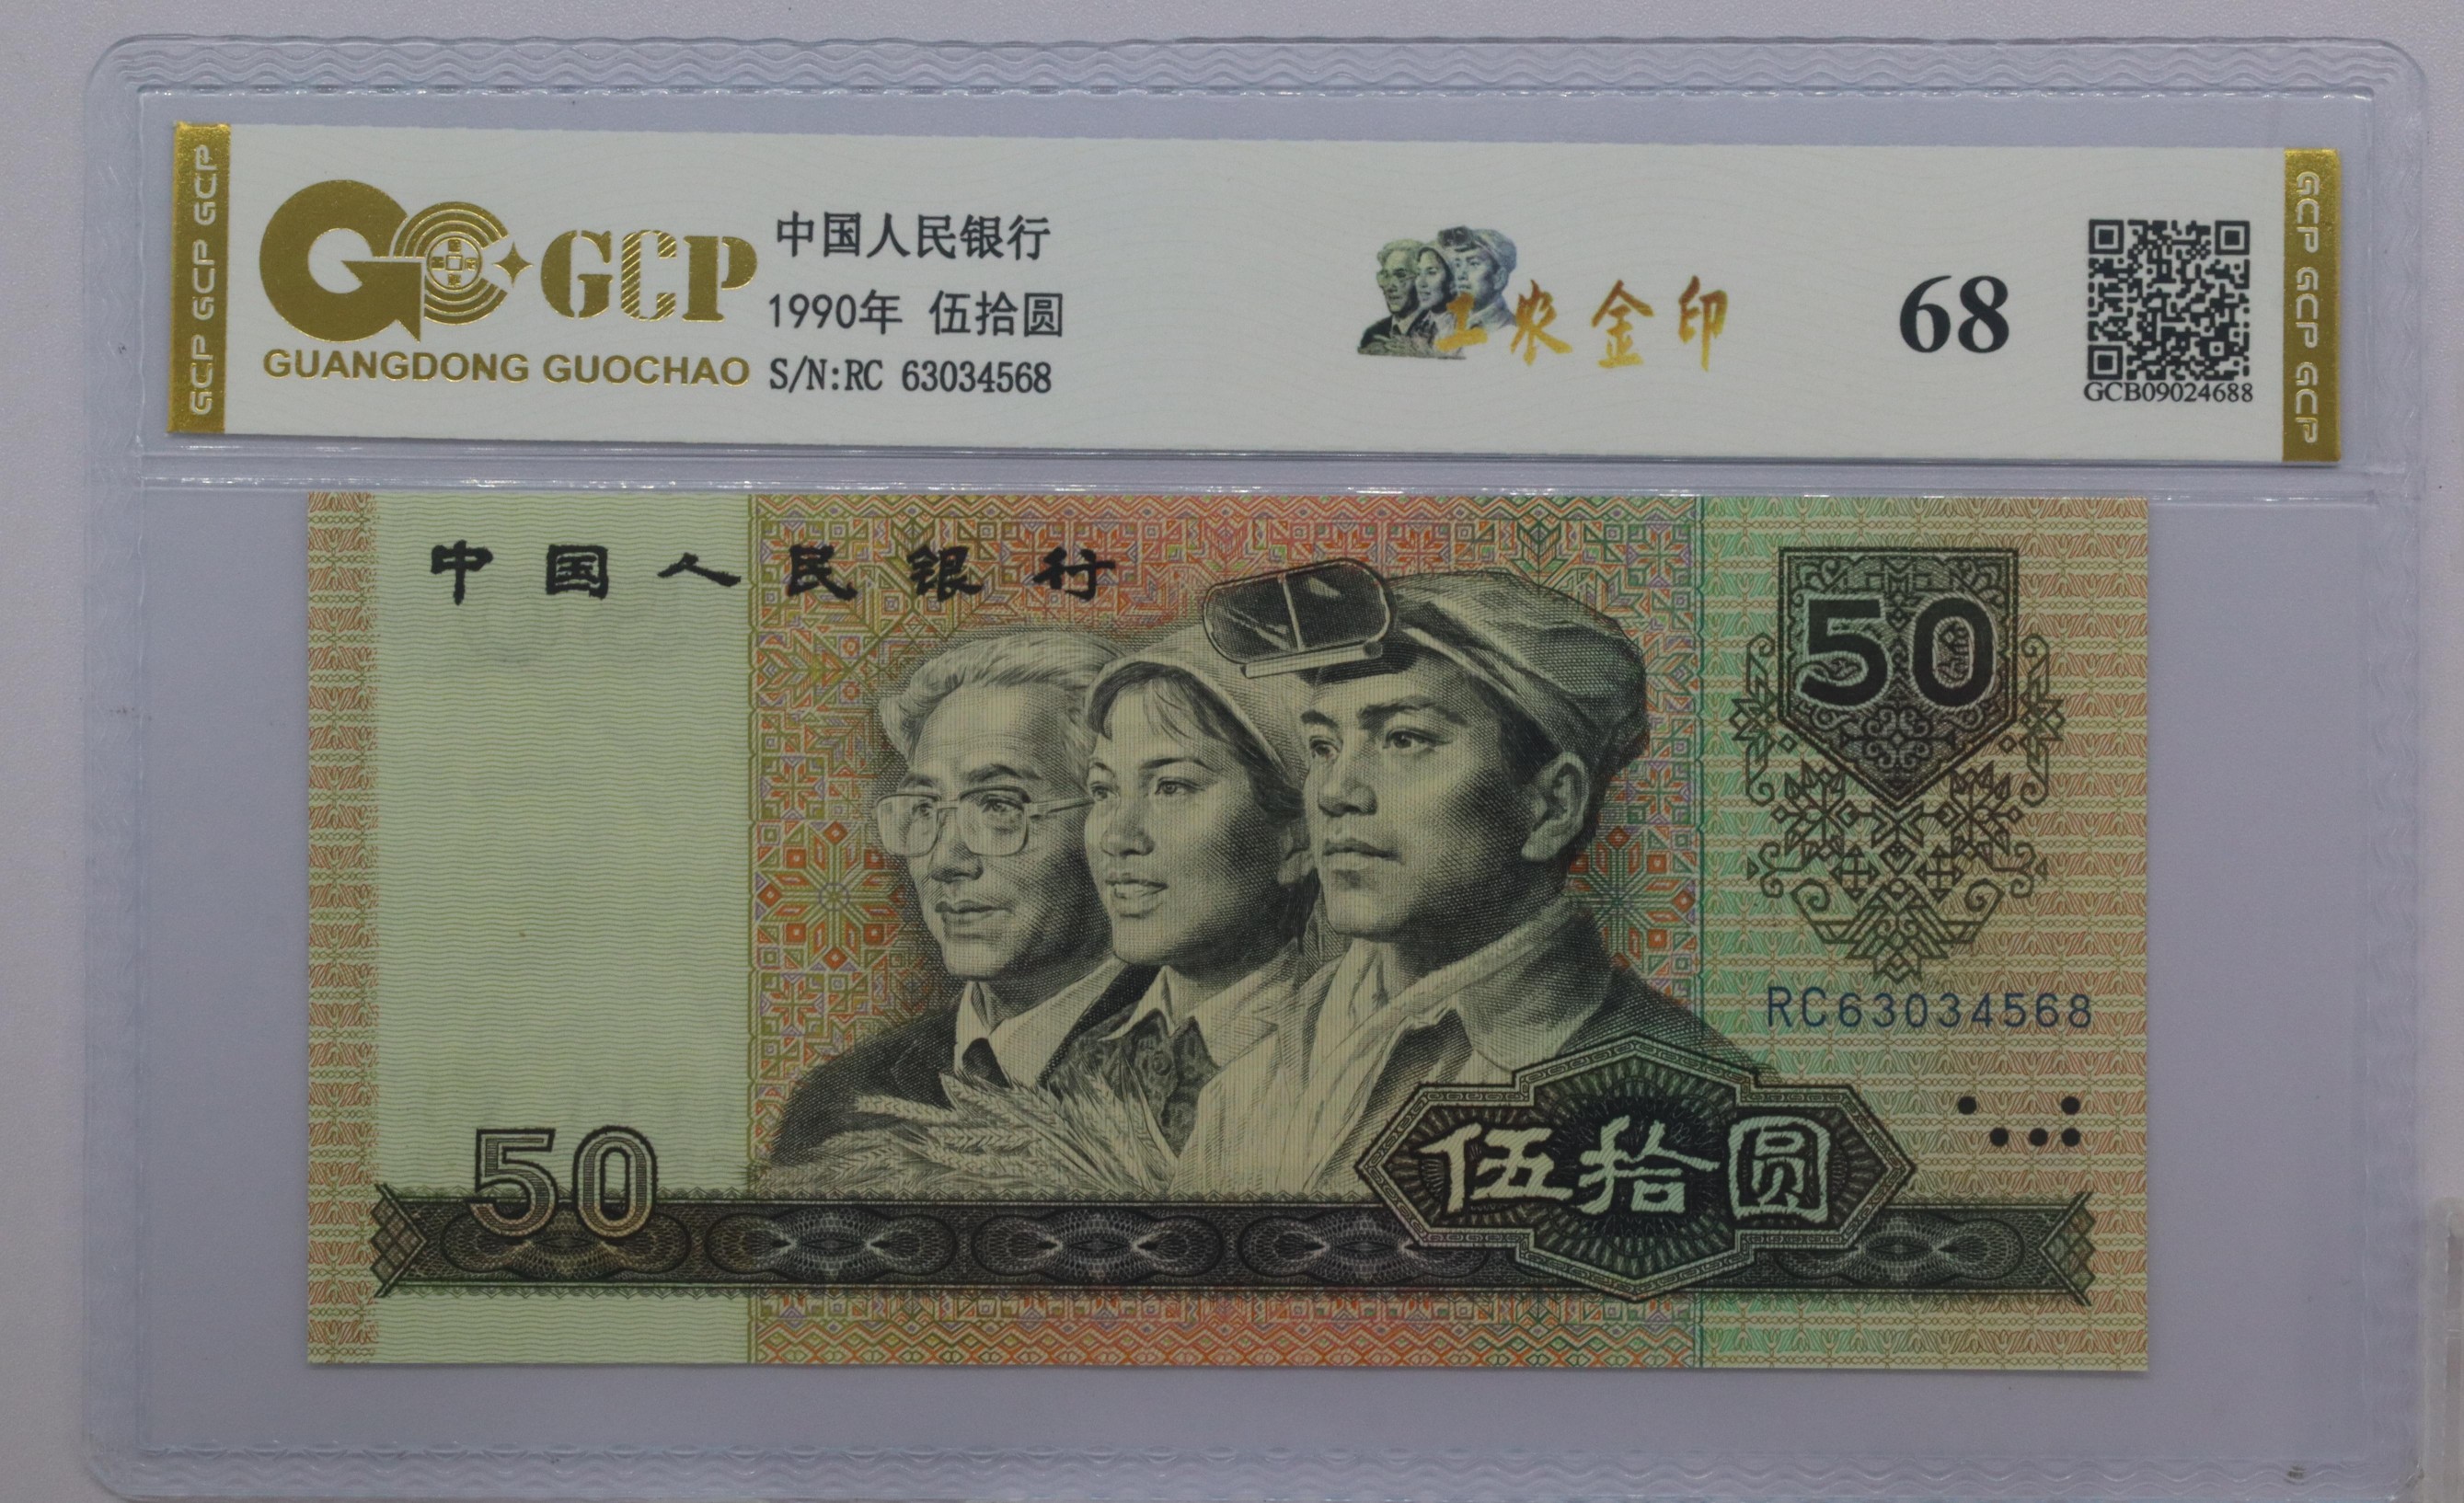 GCP GCP GCP
GCP
GUANGDONG GUOCHAO
中国人民银行
1990年 伍拾圆
S/N:RC 63034568
工农金印
68
GCB09024688
GCP GCP GCP
中国人民银行
50
RC63034568
50
伍拾圆